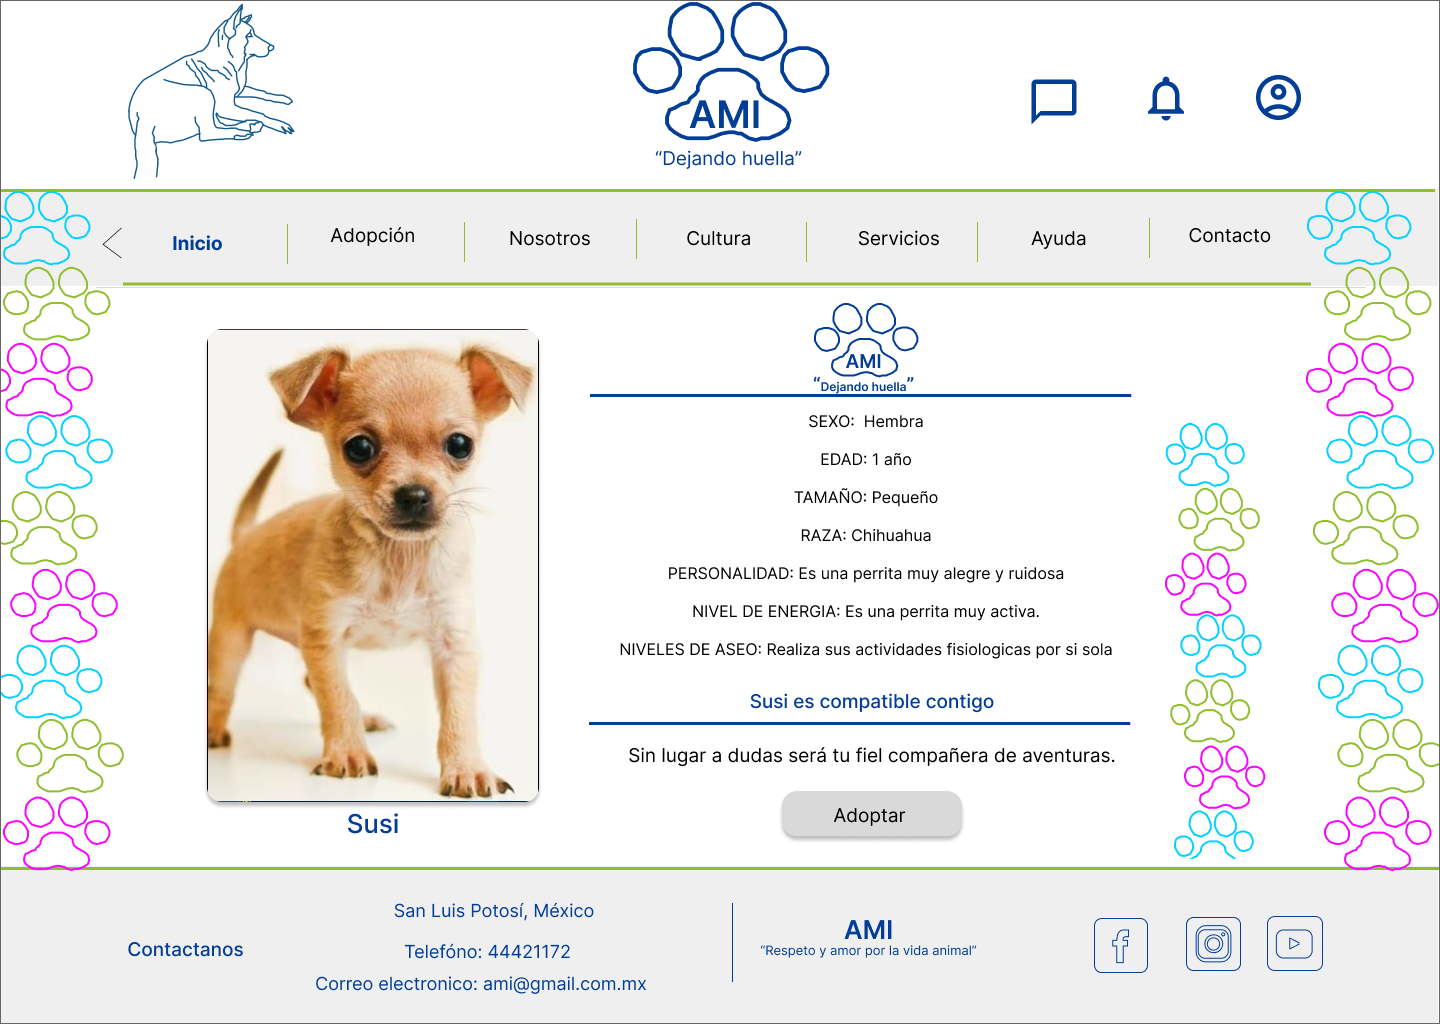 AMI
“Dejando huella”
Inicio
Adopción
Nosotros
Cultura
Servicios
Ayuda
Contacto
AMI
“Dejando huella”
SEXO:  Hembra
EDAD: 1 año
TAMAÑO: Pequeño
RAZA: Chihuahua
PERSONALIDAD: Es una perrita muy alegre y ruidosa
NIVEL DE ENERGIA: Es una perrita muy activa.
NIVELES DE ASEO: Realiza sus actividades fisiologicas por si sola
Susi es compatible contigo
Sin lugar a dudas será tu fiel compañera de aventuras.
Adoptar
Susi
Contactanos
San Luis Potosí, México
Telefóno: 44421172
Correo electronico: ami@gmail.com.mx
AMI
“Respeto y amor por la vida animal”